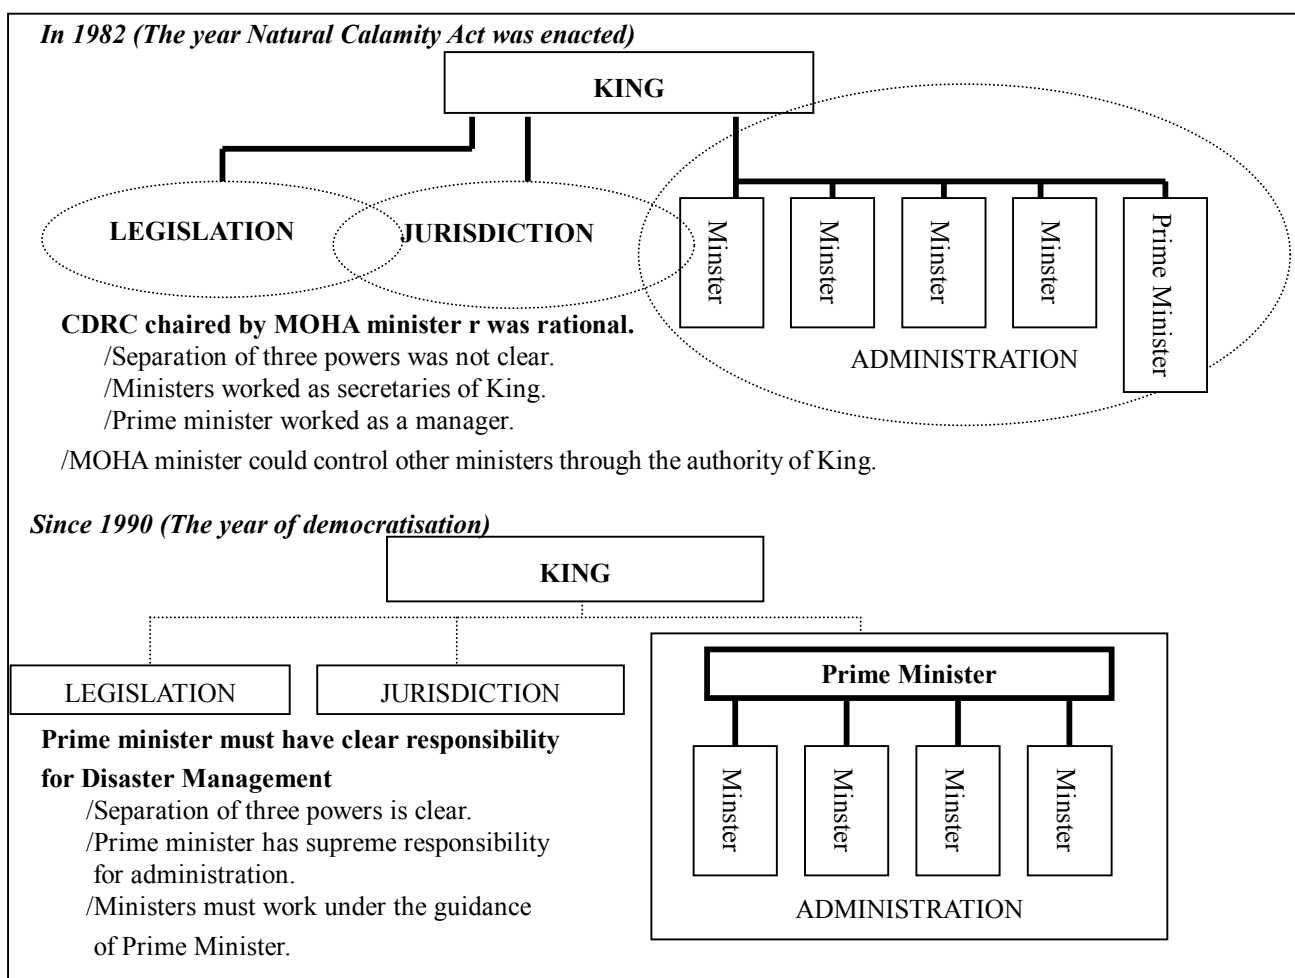 In 1982 (The year Natural Calamity Act was enacted)
KING
LEGISLATION
JURISDICTION
Minster
Minster
Minster
Minster
Prime Minister
ADMINISTRATION
CDRC chaired by MOHA minister r was rational.
/Separation of three powers was not clear.
/Ministers worked as secretaries of King.
/Prime minister worked as a manager.
/MOHA minister could control other ministers through the authority of King.
Since 1990 (The year of democratisation)
KING
LEGISLATION
JURISDICTION
Prime Minister
Minster
Minster
Minster
Minster
ADMINISTRATION
Prime minister must have clear responsibility
for Disaster Management
/Separation of three powers is clear.
/Prime minister has supreme responsibility
for administration.
/Ministers must work under the guidance
of Prime Minister.